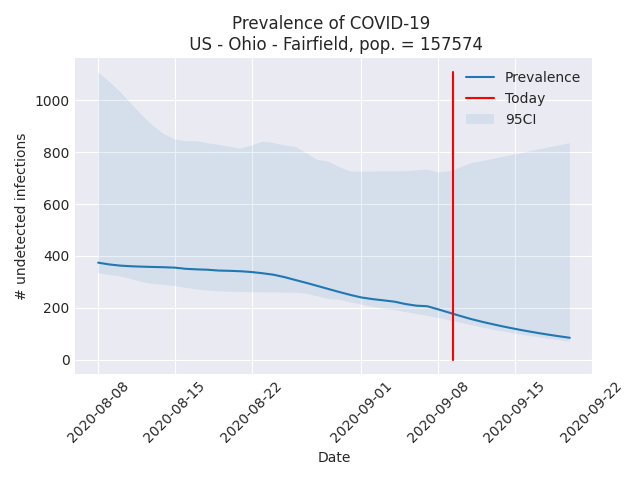 Prevalence of COVID-19
US - Ohio - Fairfield, pop. = 157574
Prevalence
Today
95CI
1000
800
600
400
200
0
# undetected infections
2020-08-08
2020-08-15
2020-08-22
2020-09-01
2020-09-08
2020-09-15
2020-09-22
Date